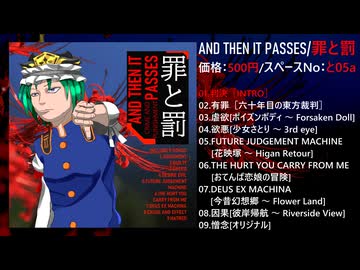 AND THEN IT PASSES/罪と罰
価格:500円/スペースNo:と05a
01.判決［INTRO］
02.有罪［六十年目の東方裁判］
03.虐欲(ポイズンボディ 〜 Forsaken Doll]
04.欲悪(少女さとり 〜 3rd eye]
05.FUTURE JUDGEMENT MACHINE
[花映塚 〜 Higan Retour]
06.THE HURT YOU CARRY FROM ME
[おてんば恋娘の冒険]
07.DEUS EX MACHINA
[今昔幻想郷 〜 Flower Land]
08.因果[彼岸帰航 〜 Riverside View]
09.憎念[オリジナル]
AND THEN IT
PASSES
罪と罰